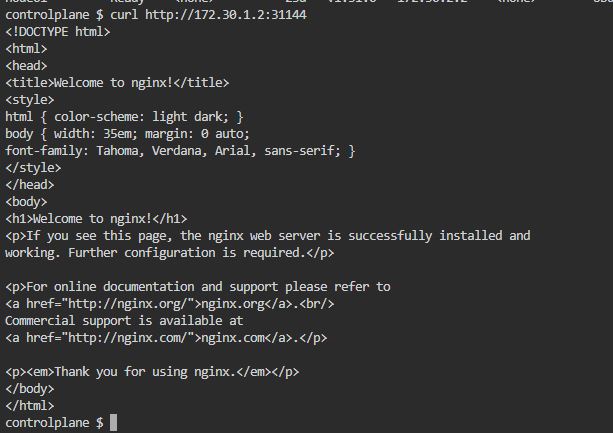 controlplane $ curl http://172.30.1.2:31144
<!DOCTYPE html>
<html>
<head>
<title>Welcome to nginx!</title>
<style>
html { color-scheme: light dark; }
body { width: 35em; margin: 0 auto;
font-family: Tahoma, Verdana, Arial, sans-serif; }
</style>
</head>
<body>
<h1>Welcome to nginx!</h1>
<p>If you see this page, the nginx web server is successfully installed and
working. Further configuration is required.</p>

<p>For online documentation and support please refer to
<a href="http://nginx.org/">nginx.org</a>.<br/>
Commercial support is available at
<a href="http://nginx.com/">nginx.com</a>.</p>

<p><em>Thank you for using nginx.</em></p>
</body>
</html>
controlplane $